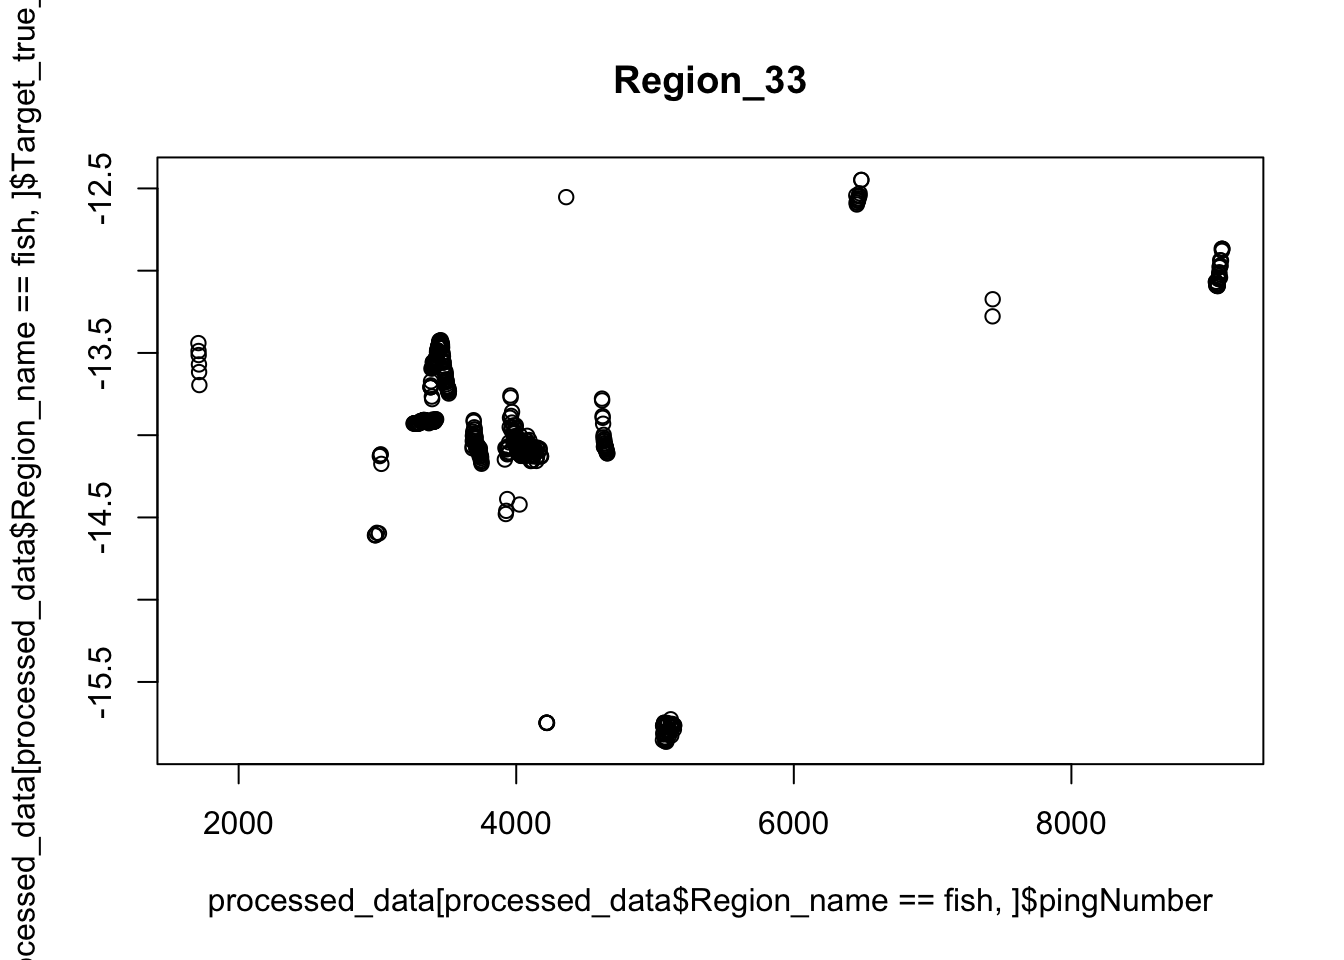 Region_33
ocessed_data[processed_data$Region_name == fish, ]$Target_true_
-12.5
-13.5
-14.5
-15.5
2000 4000 6000 8000
processed_data[processed_data$Region_name == fish, ]$pingNumber